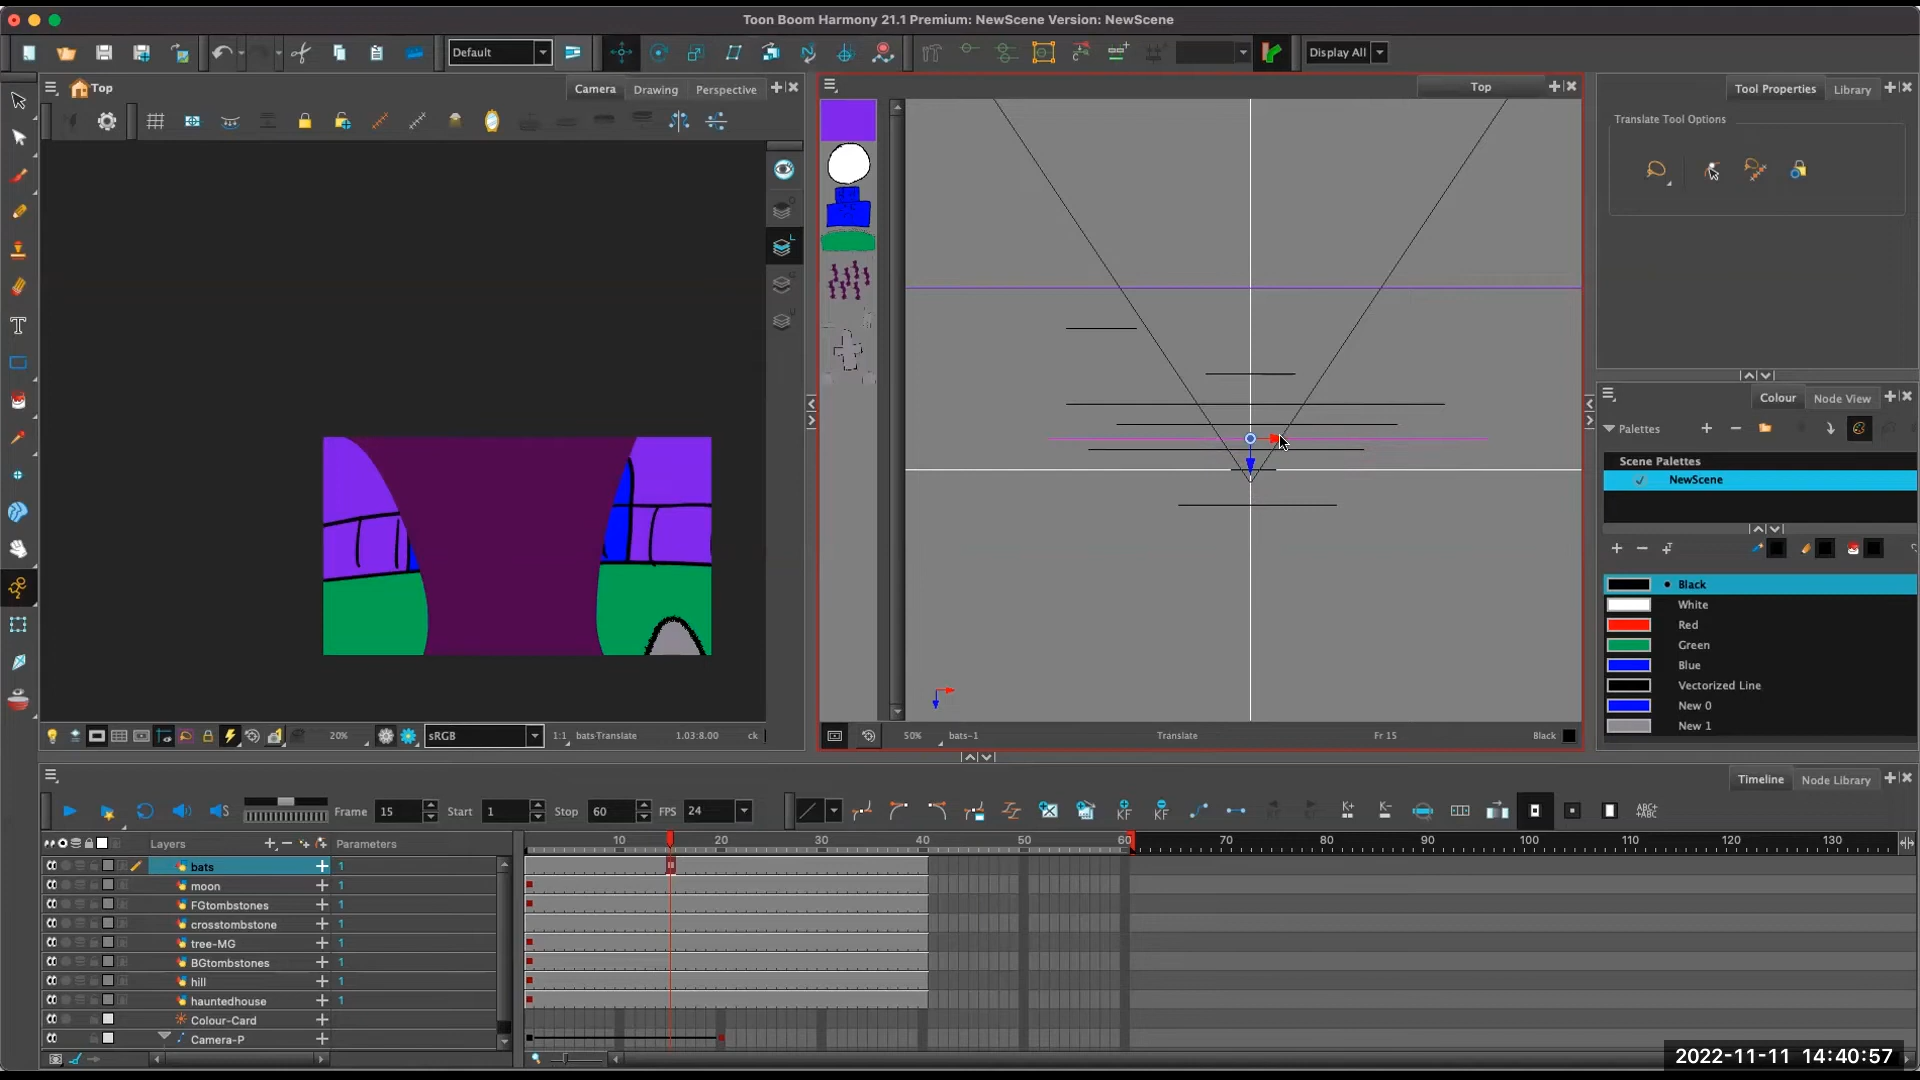 Toon Boom Harmony 21.1 Premium: NewScene Version: NewScene
Default
Display All
Top
Camera
Drawing
Perspective
Top
Tool Properties
Library
Translate Tool Options
Colour
Node View
Palettes
Scene Palettes
NewScene
Black
White
Red
Green
Blue
Vectorized Line
New 0
New 1
20%
sRGB
1:1
bats
Translate
1.03:8.00
ck
50%
bats-1
Translate
Fr 15
Black
Timeline
Node Library
Frame 15 Start 1 Stop 60 FPS 24
K+
K-
KF
KF
ABC+
ABC
Layers
Parameters
10 20 30 40 50 60 70 80 90 100 110 120 130
bats 1
moon 1
FGtombstones 1
crosstombstone 1
tree-MG 1
BGtombstones 1
hill 1
hauntedhouse 1
Colour-Card
Camera-P
2022-11-11 14:40:57